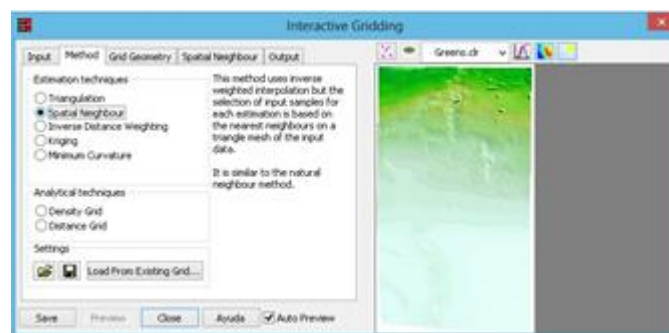 Interactive Gridding
Input Method Grid Geometry Spatial Neighbour Output
Estimation techniques
Triangulation
Spatial Neighbour
Inverse Distance Weighting
Kriging
Minimum Curvature
This method uses inverse
weighted interpolation but the
selection of input samples for
each estimation is based on
the nearest neighbours on a
triangle mesh of the input
data.
It is similar to the natural
neighbour method.
Analytical techniques
Density Grid
Distance Grid
Settings
Load From Existing Grid...
Save Preview Close Ayuda Auto Preview
Greens.clr